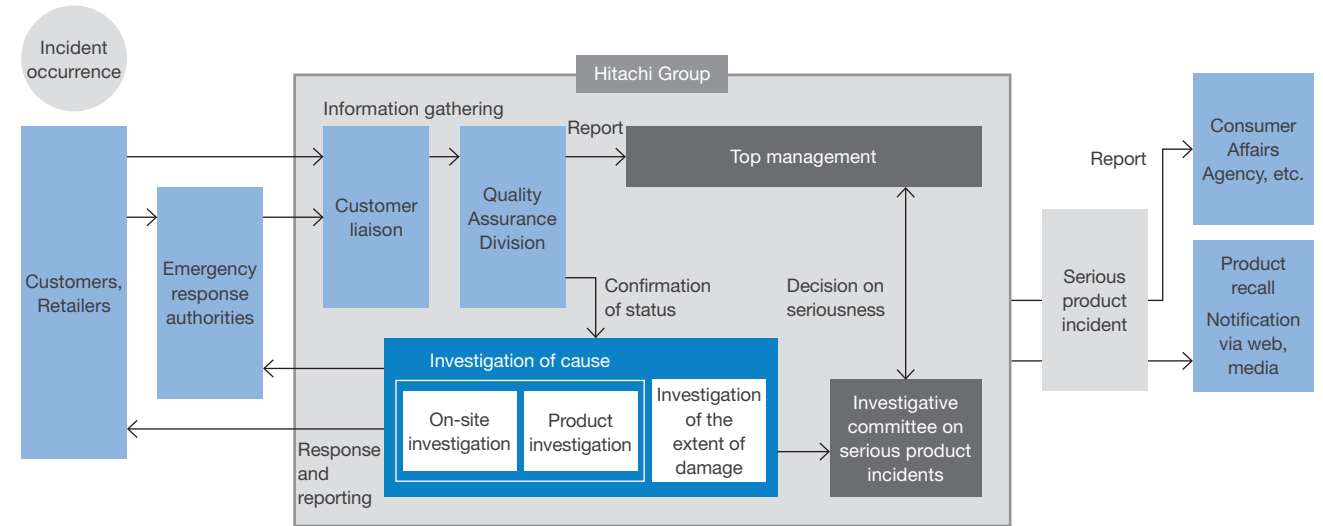 Incident
occurrence
Hitachi Group
Information gathering
Customers,
Retailers
Emergency
response
authorities
Customer
liaison
Quality
Assurance
Division
Report
Top management
Confirmation
of status
Decision on
seriousness
Investigation of cause
On-site
investigation
Product
investigation
Investigation
of the
extent of
damage
Response
and
reporting
Investigative
committee on
serious product
incidents
Serious
product
incident
Report
Consumer
Affairs
Agency, etc.
Product
recall
Notification
via web,
media